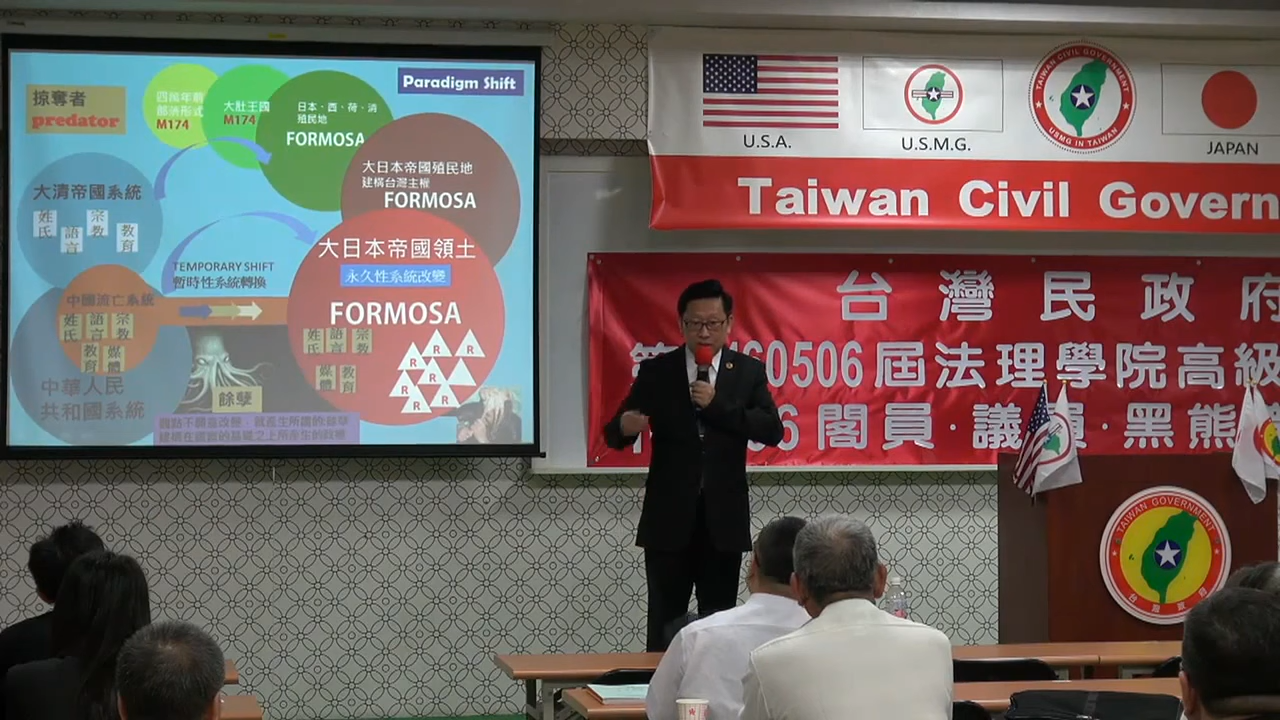 Paradigm Shift
掠奪者
predator
M174
大肚王國
M174
日本、西、荷、清
殖民地
FORMOSA
大日本帝國殖民地
建構台灣主權
FORMOSA
大清帝國系統
姓氏
語言
宗教
教育
大日本帝國領土
永久性系統改變
FORMOSA
姓氏
語言
宗教
媒體
教育
R
R
R
R
R
R
R
R
TEMPORARY SHIFT
暫時性系統轉換
中國流亡系統
姓氏
語言
宗教
教育
媒體
中華人民
共和國系統
餘孽
U.S.A.
U.S.M.G.
TAIWAN CIVIL GOVERNMENT
USMG IN TAIWAN
JAPAN
Taiwan Civil Govern
台灣民政府
60506屆法理學院高級
6閣員·議員·黑熊
TAIWAN GOVERNMENT
台灣政府